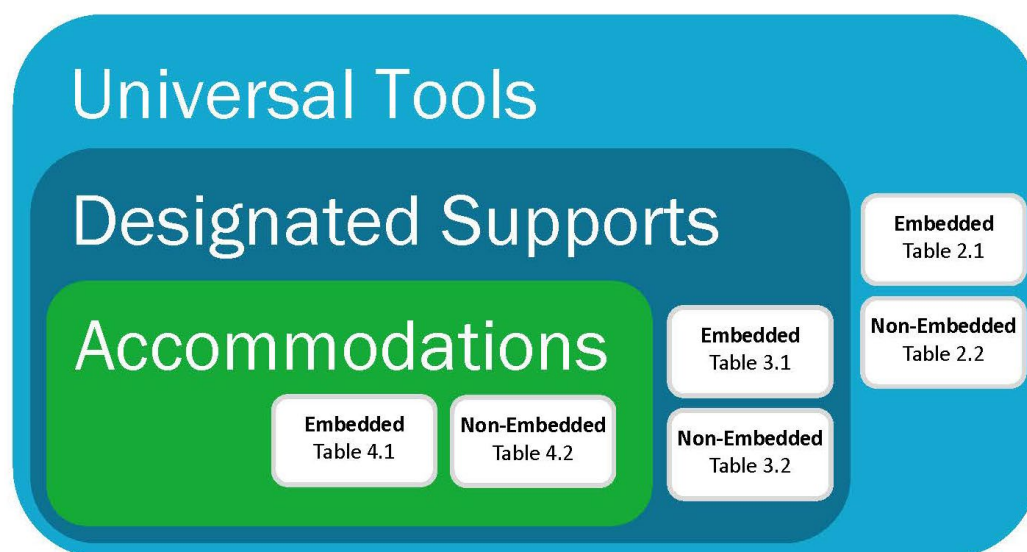 Universal Tools
Designated Supports
Accommodations
Embedded
Table 4.1
Non-Embedded
Table 4.2
Embedded
Table 3.1
Non-Embedded
Table 3.2
Embedded
Table 2.1
Non-Embedded
Table 2.2